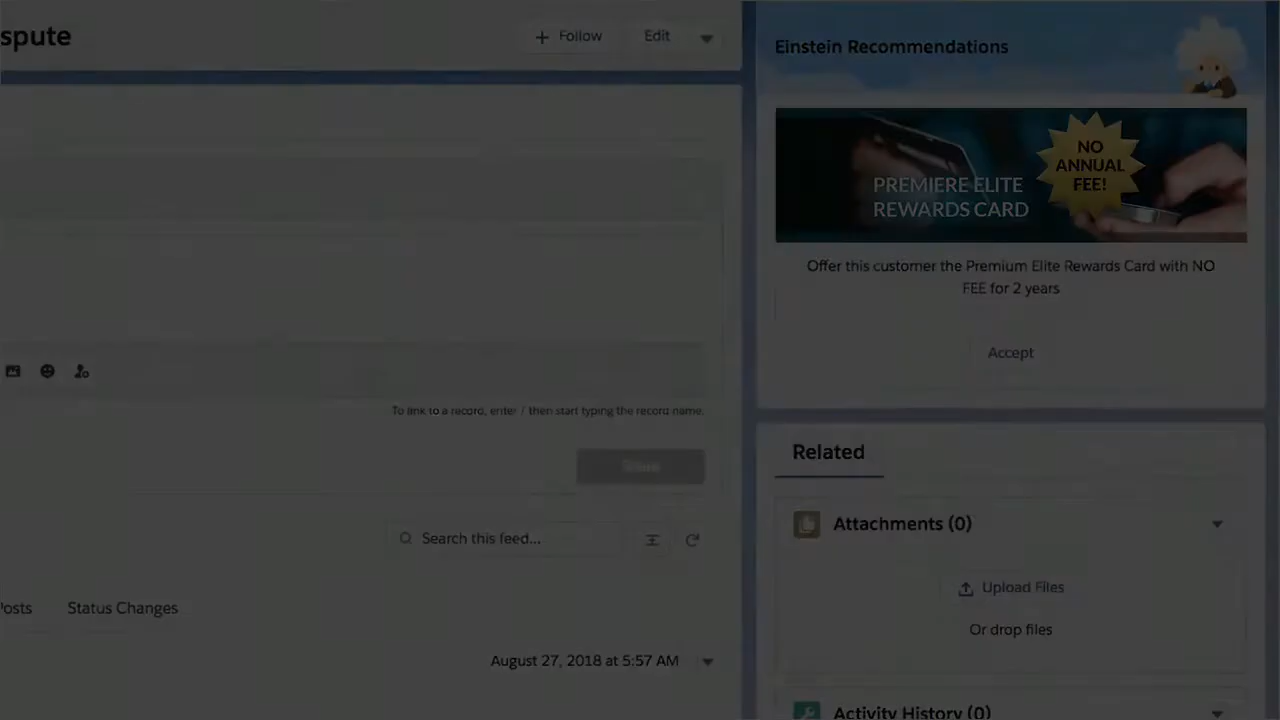 spute
Follow
Edit
To link to a record, enter / then start typing the record name.
Share
Search this feed...
Posts
Status Changes
August 27, 2018 at 5:57 AM
Einstein Recommendations
PREMIERE ELITE
REWARDS CARD
NO
ANNUAL
FEE!
Offer this customer the Premium Elite Rewards Card with NO
FEE for 2 years
Accept
Related
Attachments (0)
Upload Files
Or drop files
Activity History (0)